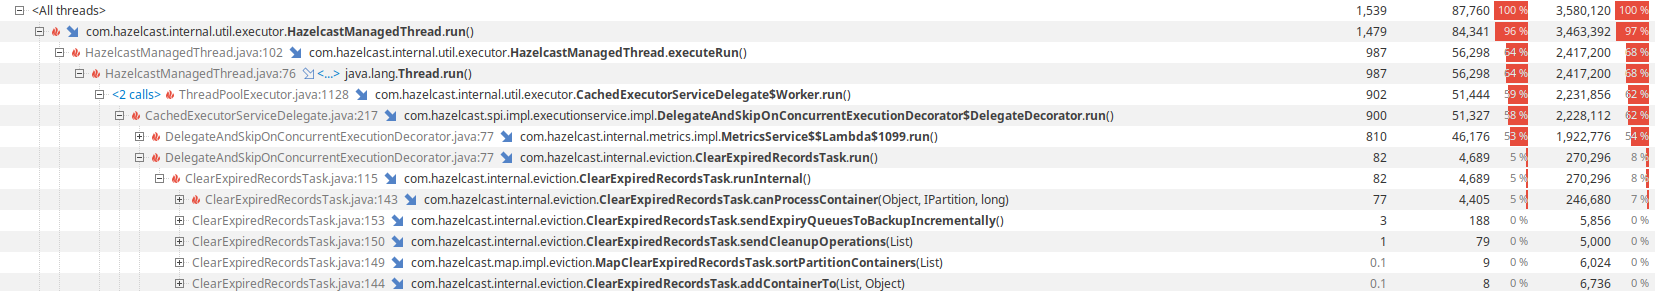 <All threads> 1,539 87,760 100 % 3,580,120 100 %
com.hazelcast.internal.util.executor.HazelcastManagedThread.run() 1,479 84,341 96 % 3,463,392 97 %
HazelcastManagedThread.java:102 com.hazelcast.internal.util.executor.HazelcastManagedThread.executeRun() 987 56,298 64 % 2,417,200 68 %
HazelcastManagedThread.java:76 <...> java.lang.Thread.run() 987 56,298 64 % 2,417,200 68 %
<2 calls> ThreadPoolExecutor.java:1128 com.hazelcast.internal.util.executor.CachedExecutorServiceDelegate$Worker.run() 902 51,444 59 % 2,231,856 62 %
CachedExecutorServiceDelegate.java:217 com.hazelcast.spi.impl.executionservice.impl.DelegateAndSkipOnConcurrentExecutionDecorator$DelegateDecorator.run() 900 51,327 58 % 2,228,112 62 %
DelegateAndSkipOnConcurrentExecutionDecorator.java:77 com.hazelcast.internal.metrics.impl.MetricsService$$Lambda$1099.run() 810 46,176 53 % 1,922,776 54 %
DelegateAndSkipOnConcurrentExecutionDecorator.java:77 com.hazelcast.internal.eviction.ClearExpiredRecordsTask.run() 82 4,689 5 % 270,296 8 %
ClearExpiredRecordsTask.java:115 com.hazelcast.internal.eviction.ClearExpiredRecordsTask.runInternal() 82 4,689 5 % 270,296 8 %
ClearExpiredRecordsTask.java:143 com.hazelcast.internal.eviction.ClearExpiredRecordsTask.canProcessContainer(Object, IPartition, long) 77 4,405 5 % 246,680 7 %
ClearExpiredRecordsTask.java:153 com.hazelcast.internal.eviction.ClearExpiredRecordsTask.sendExpiryQueuesToBackupIncrementally() 3 188 0 % 5,856 0 %
ClearExpiredRecordsTask.java:150 com.hazelcast.internal.eviction.ClearExpiredRecordsTask.sendCleanupOperations(List) 1 79 0 % 5,000 0 %
ClearExpiredRecordsTask.java:149 com.hazelcast.map.impl.eviction.MapClearExpiredRecordsTask.sortPartitionContainers(List) 0.1 9 0 % 6,024 0 %
ClearExpiredRecordsTask.java:144 com.hazelcast.internal.eviction.ClearExpiredRecordsTask.addContainerTo(List, Object) 0.1 8 0 % 6,736 0 %